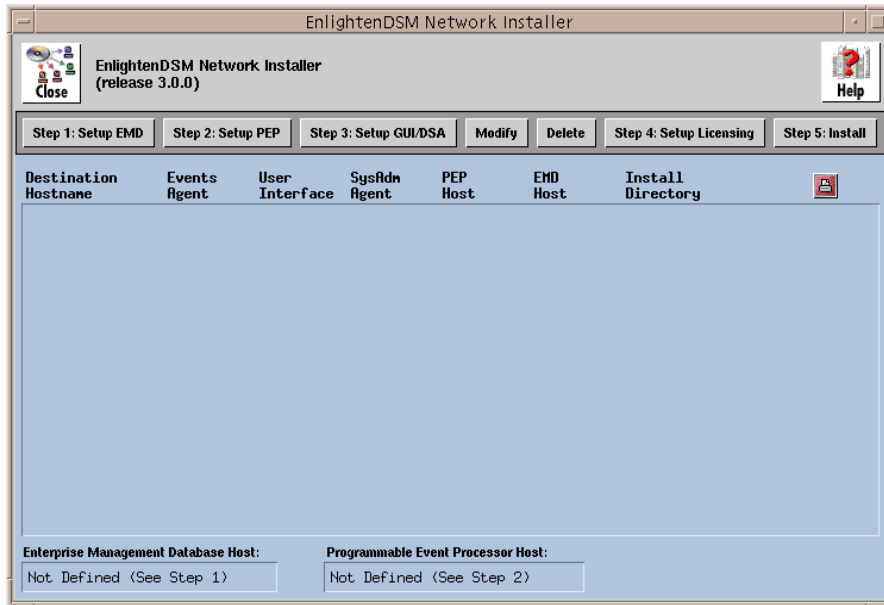 EnlightenDSM Network Installer
Close
EnlightenDSM Network Installer
(release 3.0.0)
Help
Step 1: Setup EMD
Step 2: Setup PEP
Step 3: Setup GUI/DSA
Modify
Delete
Step 4: Setup Licensing
Step 5: Install
Destination Hostname
Events Agent
User Interface
SysAdm Agent
PEP Host
EMD Host
Install Directory
Enterprise Management Database Host:
Programmable Event Processor Host:
Not Defined (See Step 1)
Not Defined (See Step 2)